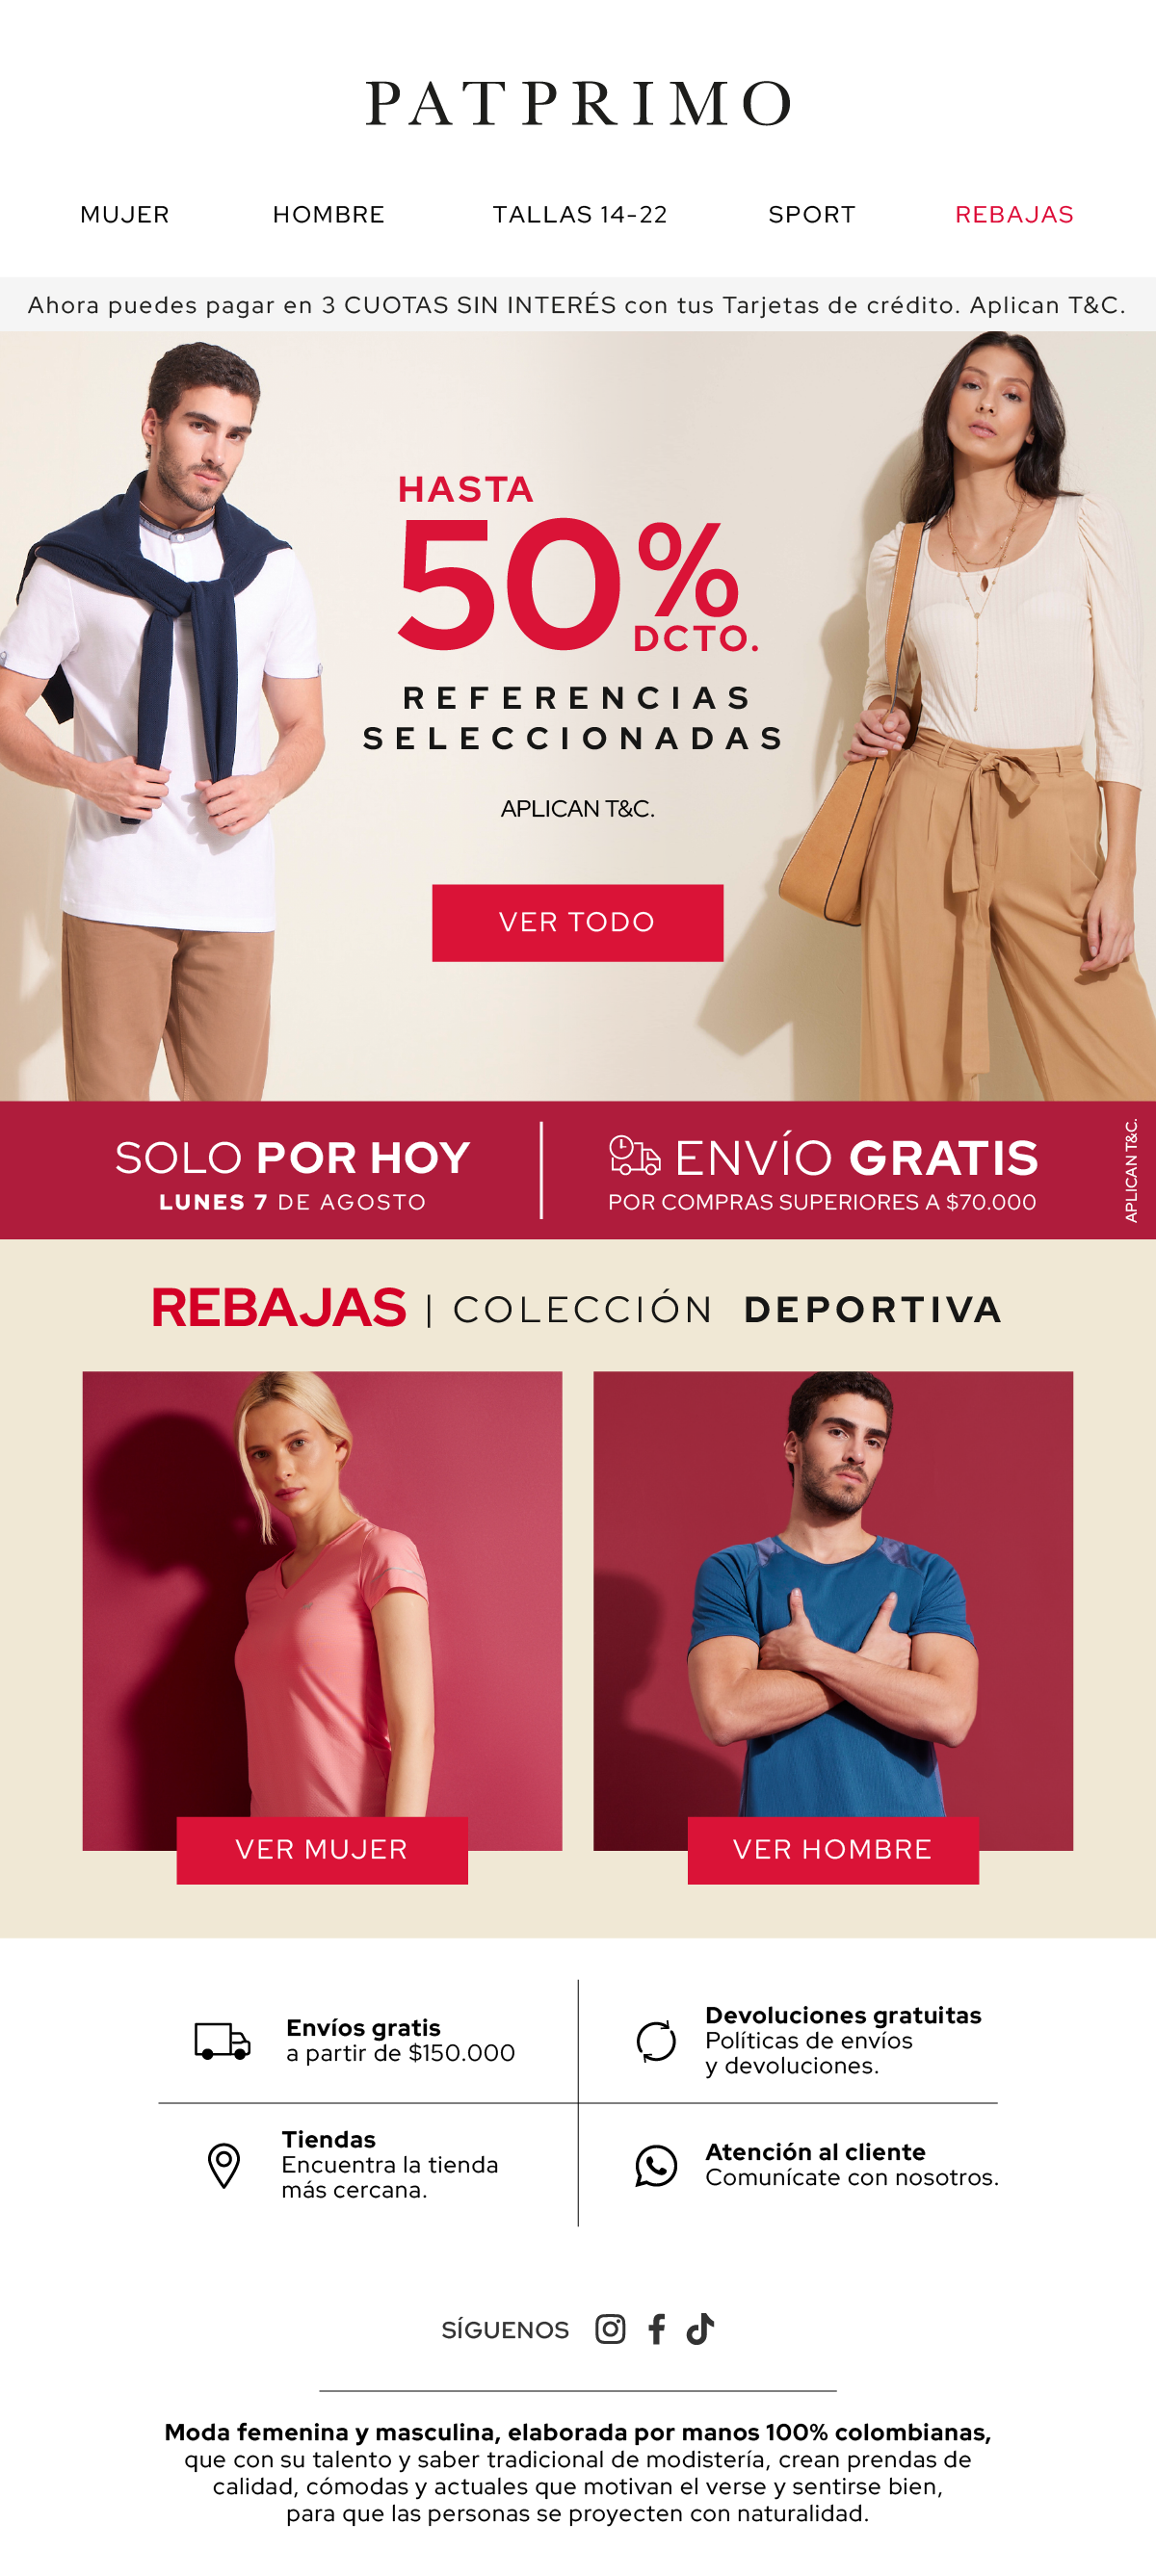 PATPRIMO
MUJER HOMBRE TALLAS 14-22 SPORT REBAJAS
Ahora puedes pagar en 3 CUOTAS SIN INTERÉS con tus Tarjetas de crédito. Aplican T&C.
HASTA
50%
DCTO.
REFERENCIAS
SELECCIONADAS
APLICAN T&C.
VER TODO
SOLO POR HOY
LUNES 7 DE AGOSTO
ENVÍO GRATIS
POR COMPRAS SUPERIORES A $70.000
APLICAN T&C.
REBAJAS | COLECCIÓN DEPORTIVA
VER MUJER
VER HOMBRE
Envíos gratis
a partir de $150.000
Devoluciones gratuitas
Políticas de envíos
y devoluciones.
Tiendas
Encuentra la tienda
más cercana.
Atención al cliente
Comunícate con nosotros.
SÍGUENOS
Moda femenina y masculina, elaborada por manos 100% colombianas,
que con su talento y saber tradicional de modistería, crean prendas de
calidad, cómodas y actuales que motivan el verse y sentirse bien,
para que las personas se proyecten con naturalidad.